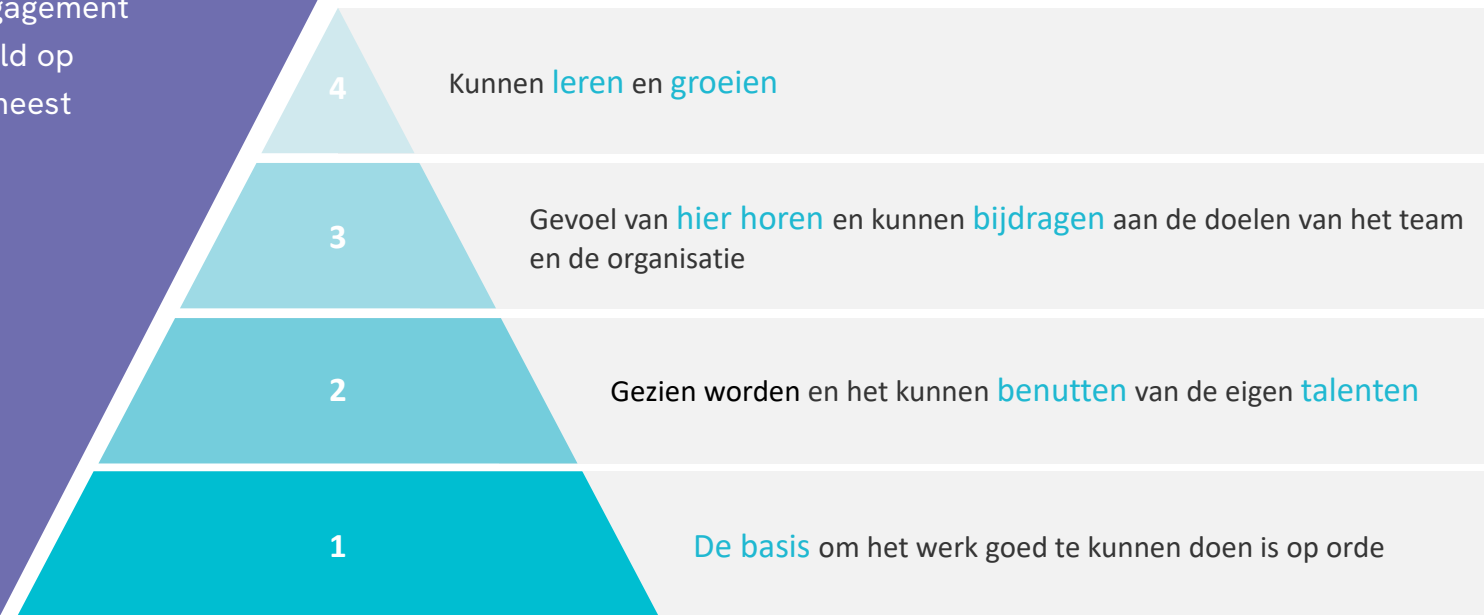 ld op
4
Kunnen leren en groeien
3
Gevoel van hier horen en kunnen bijdragen aan de doelen van het team
en de organisatie
2
Gezien worden en het kunnen benutten van de eigen talenten
1
De basis om het werk goed te kunnen doen is op orde